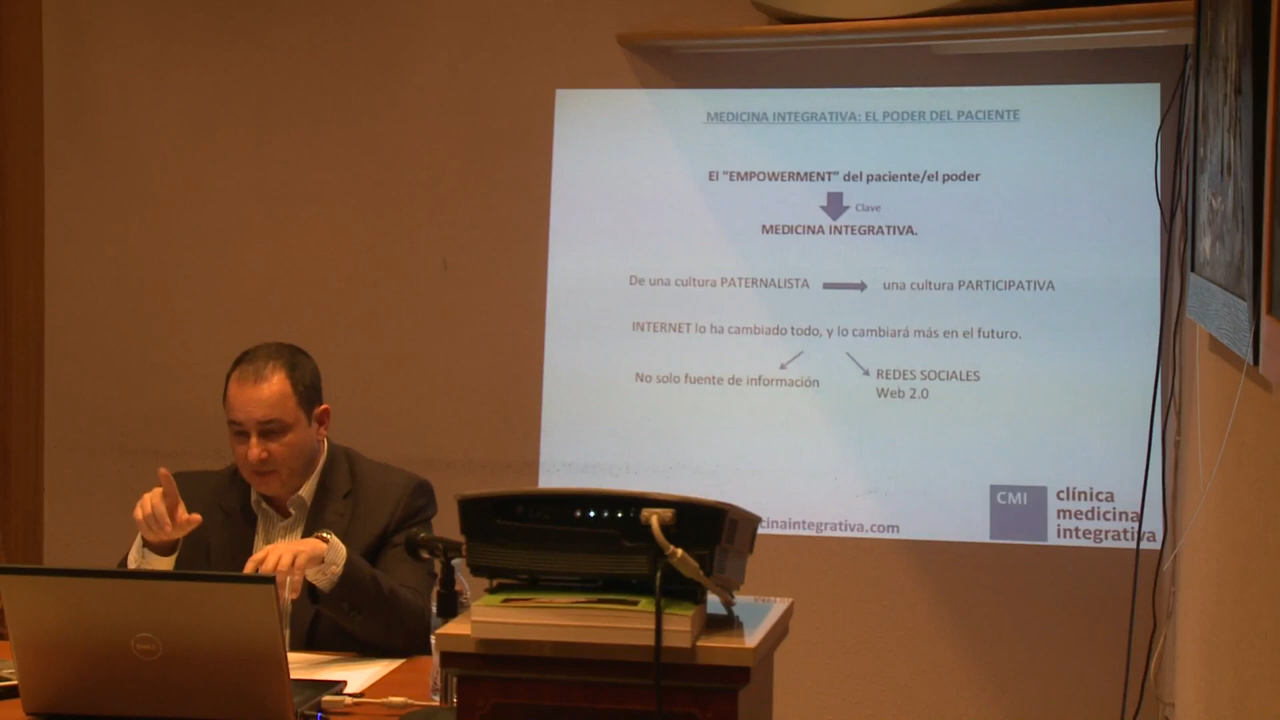 MEDICINA INTEGRATIVA: EL PODER DEL PACIENTE
El "EMPOWERMENT" del paciente/el poder
Clave
MEDICINA INTEGRATIVA.
De una cultura PATERNALISTA
una cultura PARTICIPATIVA
INTERNET lo ha cambiado todo, y lo cambiará más en el futuro.
No solo fuente de información
REDES SOCIALES
Web 2.0
cinaintegrativa.com
CMI
clínica
medicina
integrativa
DELL